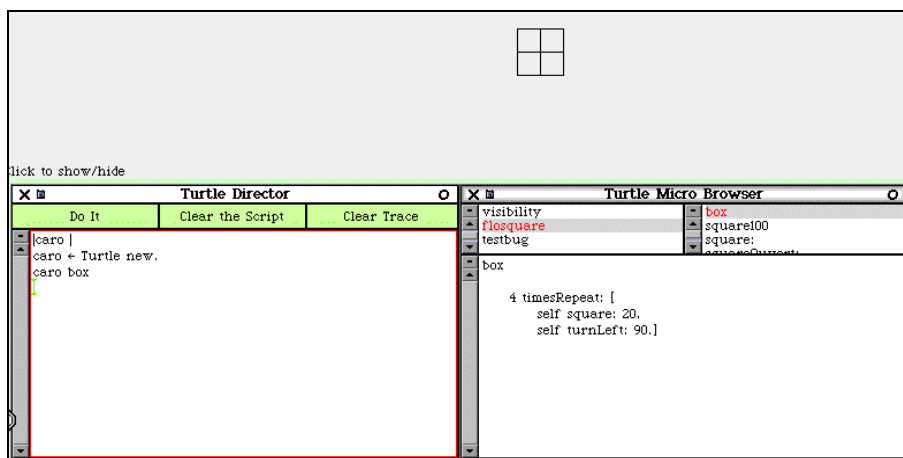 Click to show/hide
Turtle Director
Do It
Clear the Script
Clear Trace
|caro |
caro ← Turtle new.
caro box
Turtle Micro Browser
visibility
flosquare
testbug
box
square100
square:
box
4 timesRepeat: [
self square: 20.
self turnLeft: 90.]